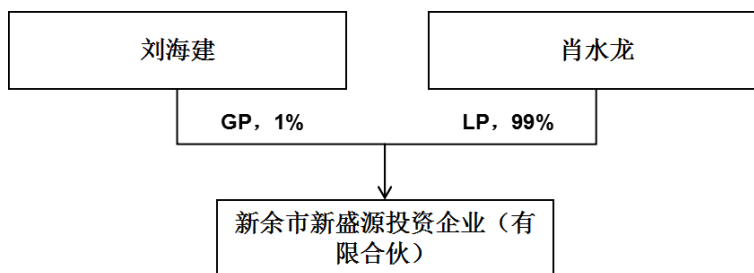 刘海建
肖水龙
GP，1%
LP，99%
新余市新盛源投资企业（有
限合伙）